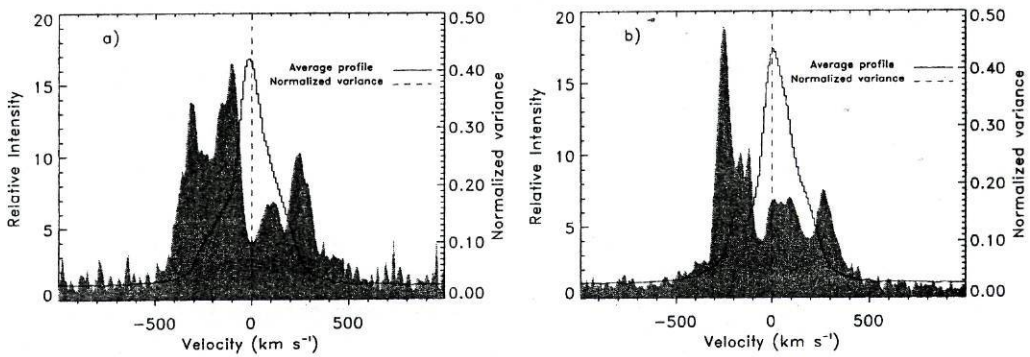 20
15
10
5
0
Relative Intensity
a)
Average profile
Normalized variance
0.50
0.40
0.30
0.20
0.10
0.00
Normalized variance
−500 0 500
Velocity (km s⁻¹)
20
15
10
5
0
Relative Intensity
b)
Average profile
Normalized variance
0.50
0.40
0.30
0.20
0.10
0.00
Normalized variance
−500 0 500
Velocity (km s⁻¹)